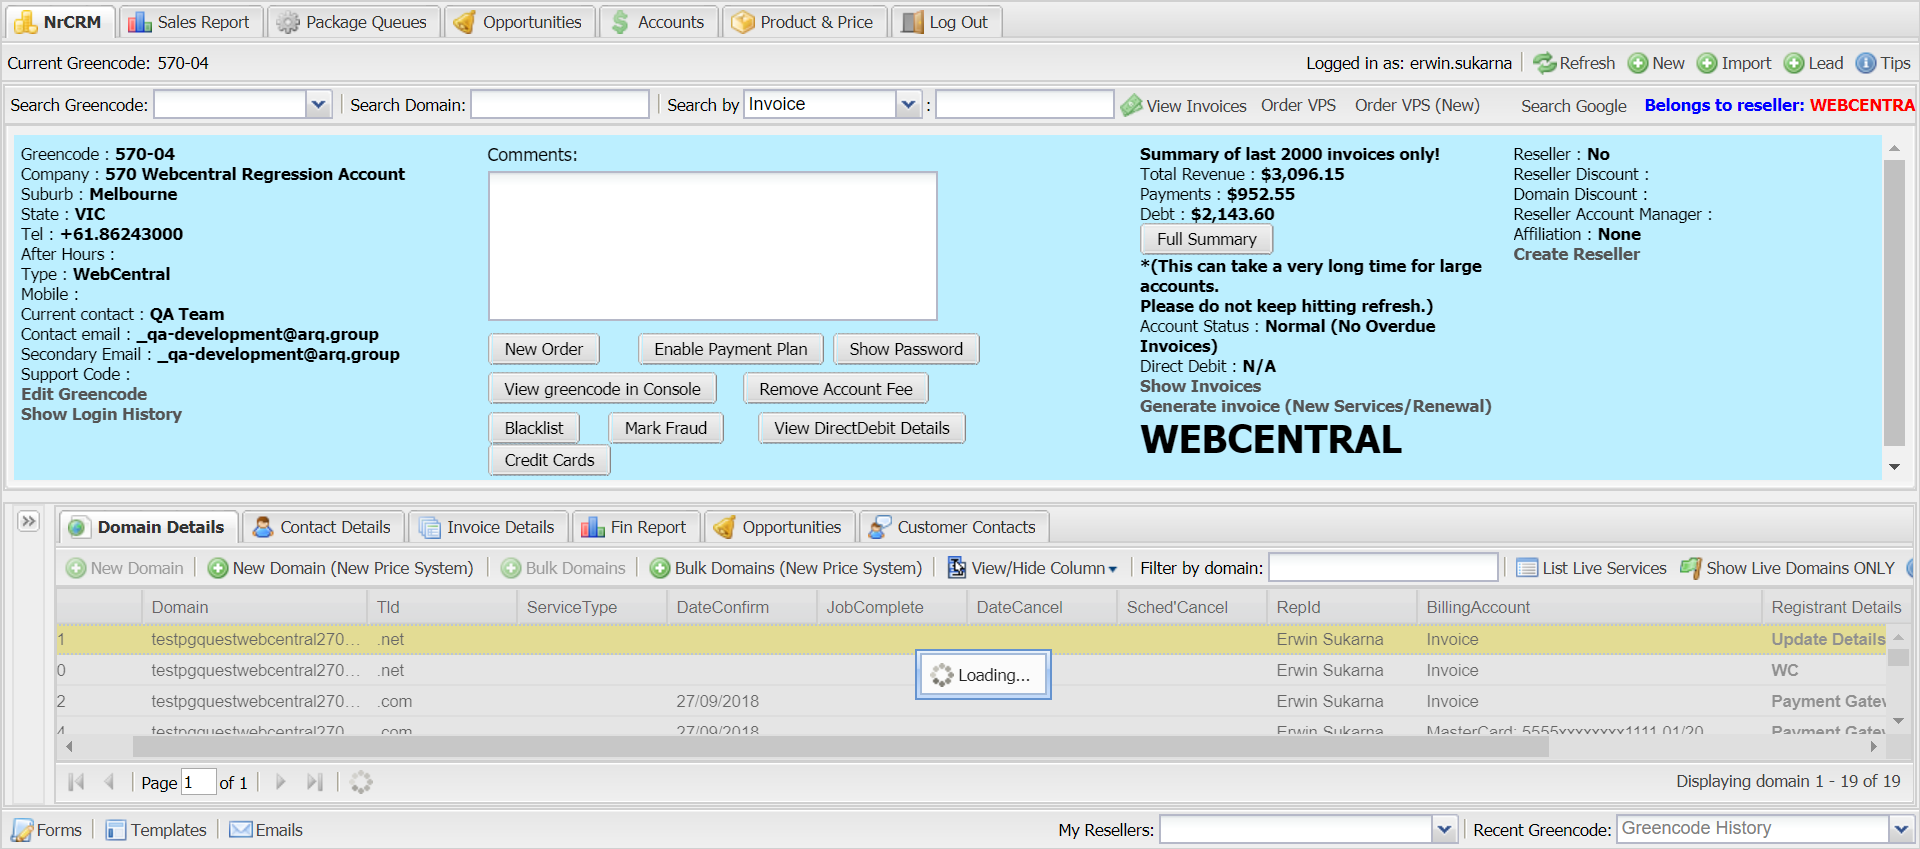 NrCRM Sales Report Package Queues Opportunities Accounts Product & Price Log Out
Current Greencode: 570-04 Logged in as: erwin.sukarna Refresh New Import Lead Tips
Search Greencode: Search Domain: Search by Invoice : View Invoices Order VPS Order VPS (New) Search Google Belongs to reseller: WEBCENTRA
Greencode : 570-04
Company : 570 Webcentral Regression Account
Suburb : Melbourne
State : VIC
Tel : +61.86243000
After Hours :
Type : WebCentral
Mobile :
Current contact : QA Team
Contact email : _qa-development@arq.group
Secondary Email : _qa-development@arq.group
Support Code :
Edit Greencode
Show Login History
Comments:
New Order Enable Payment Plan Show Password
View greencode in Console Remove Account Fee
Blacklist Mark Fraud View DirectDebit Details
Credit Cards
Summary of last 2000 invoices only!
Total Revenue : $3,096.15
Payments : $952.55
Debt : $2,143.60
Full Summary
*(This can take a very long time for large
accounts.
Please do not keep hitting refresh.)
Account Status : Normal (No Overdue
Invoices)
Direct Debit : N/A
Show Invoices
Generate invoice (New Services/Renewal)
WEBCENTRAL
Reseller : No
Reseller Discount :
Domain Discount :
Reseller Account Manager :
Affiliation : None
Create Reseller
Domain Details Contact Details Invoice Details Fin Report Opportunities Customer Contacts
New Domain New Domain (New Price System) Bulk Domains Bulk Domains (New Price System) View/Hide Column Filter by domain: List Live Services Show Live Domains ONLY
Domain Tld ServiceType DateConfirm JobComplete DateCancel Sched'Cancel RepId BillingAccount Registrant Details
1 testpgquestwebcentral270... .net Erwin Sukarna Invoice Update Details
0 testpgquestwebcentral270... .net Erwin Sukarna Invoice WC
2 testpgquestwebcentral270... .com 27/09/2018 Erwin Sukarna Invoice Payment Gatew
4 testpgquestwebcentral270... .com 27/09/2018 Erwin Sukarna MasterCard: 5555xxxxxxxx1111 01/20 Payment Gatew
Loading...
Page 1 of 1 Displaying domain 1 - 19 of 19
Forms Templates Emails My Resellers: Recent Greencode: Greencode History